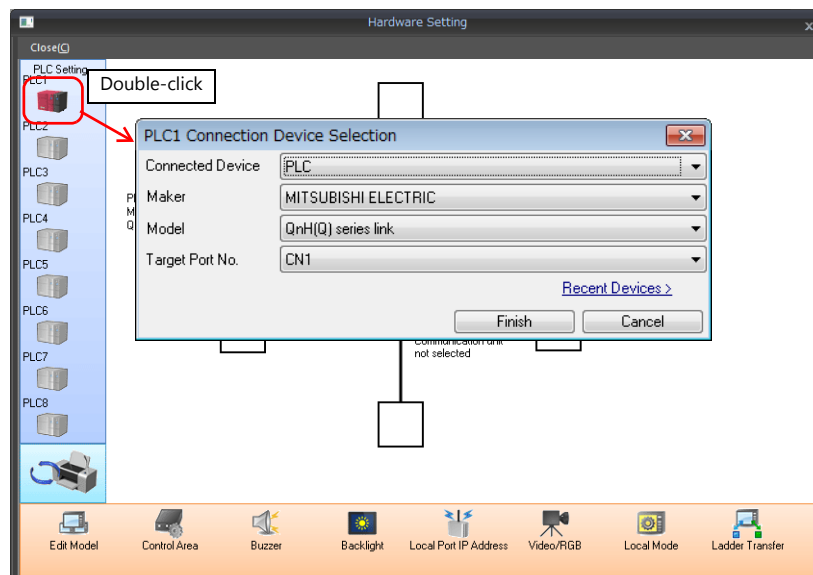 Hardware Setting
x
Close(C)
PLC Setting
PLC1
Double-click
PLC2
PLC3
PLC4
PLC5
PLC6
PLC7
PLC8
P
M
Q
PLC1 Connection Device Selection
Connected Device PLC
Maker MITSUBISHI ELECTRIC
Model QnH(Q) series link
Target Port No. CN1
Recent Devices >
Finish Cancel
Communication unit
not selected
Edit Model Control Area Buzzer Backlight Local Port IP Address Video/RGB Local Mode Ladder Transfer